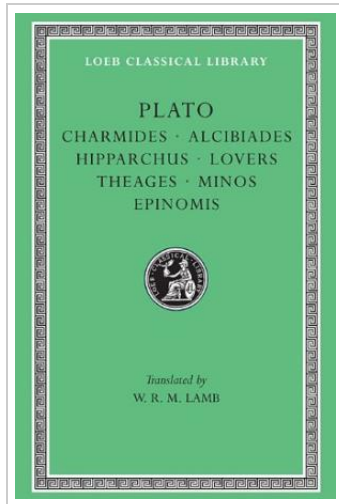 LOEB CLASSICAL LIBRARY
PLATO
CHARMIDES · ALCIBIADES
HIPPARCHUS · LOVERS
THEAGES · MINOS
EPINOMIS
Translated by
W. R. M. LAMB